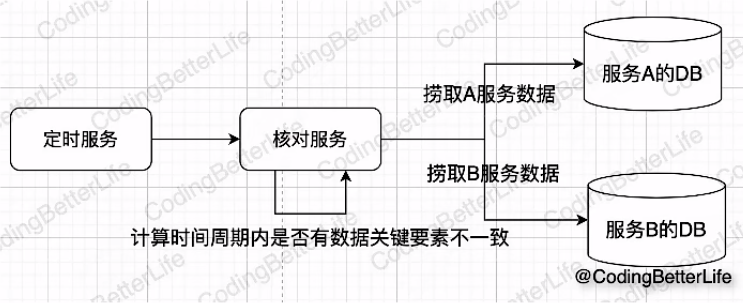 服务A的DB
捞取A服务数据
定时服务
核对服务
捞取B服务数据
服务B的DB
计算时间周期内是否有数据关键要素不一致
@CodingBetterLife
CodingBetterLife